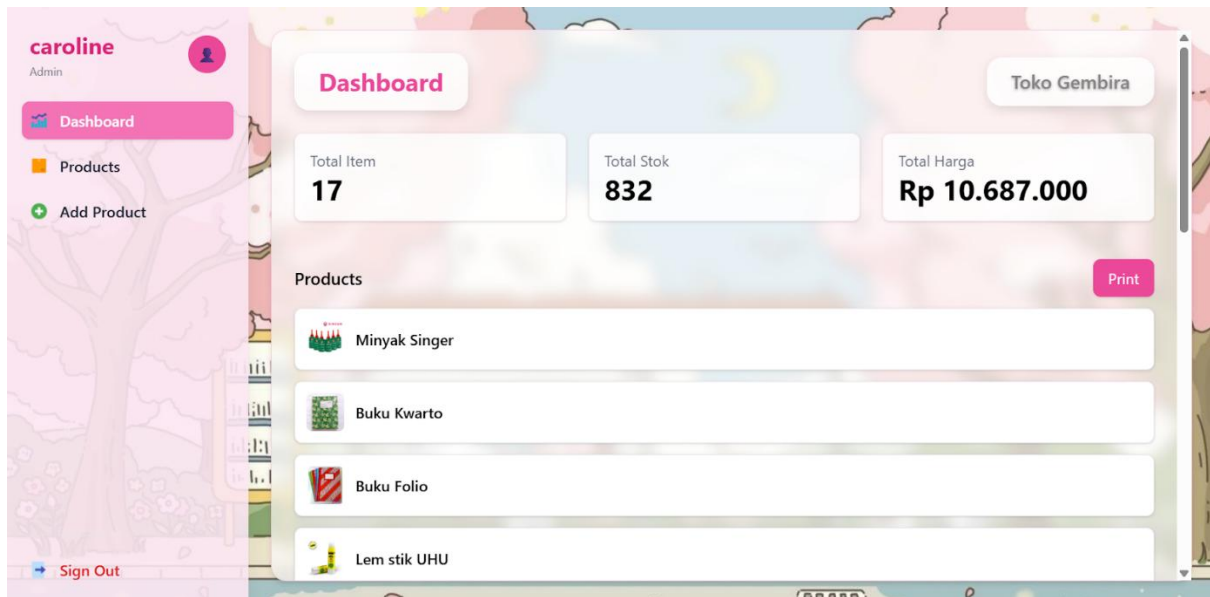 caroline
Admin
Dashboard
Products
Add Product
Sign Out
Dashboard
Toko Gembira
Total Item
17
Total Stok
832
Total Harga
Rp 10.687.000
Products
Print
Minyak Singer
Buku Kwarto
Buku Folio
Lem stik UHU